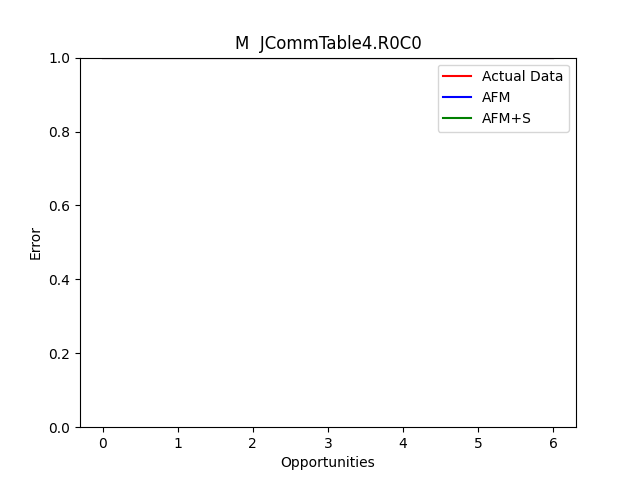 M  JCommTable4.R0C0
1.0
Actual Data
AFM
AFM+S
0.8
0.6
Error
0.4
0.2
0.0
0 1 2 3 4 5 6
Opportunities